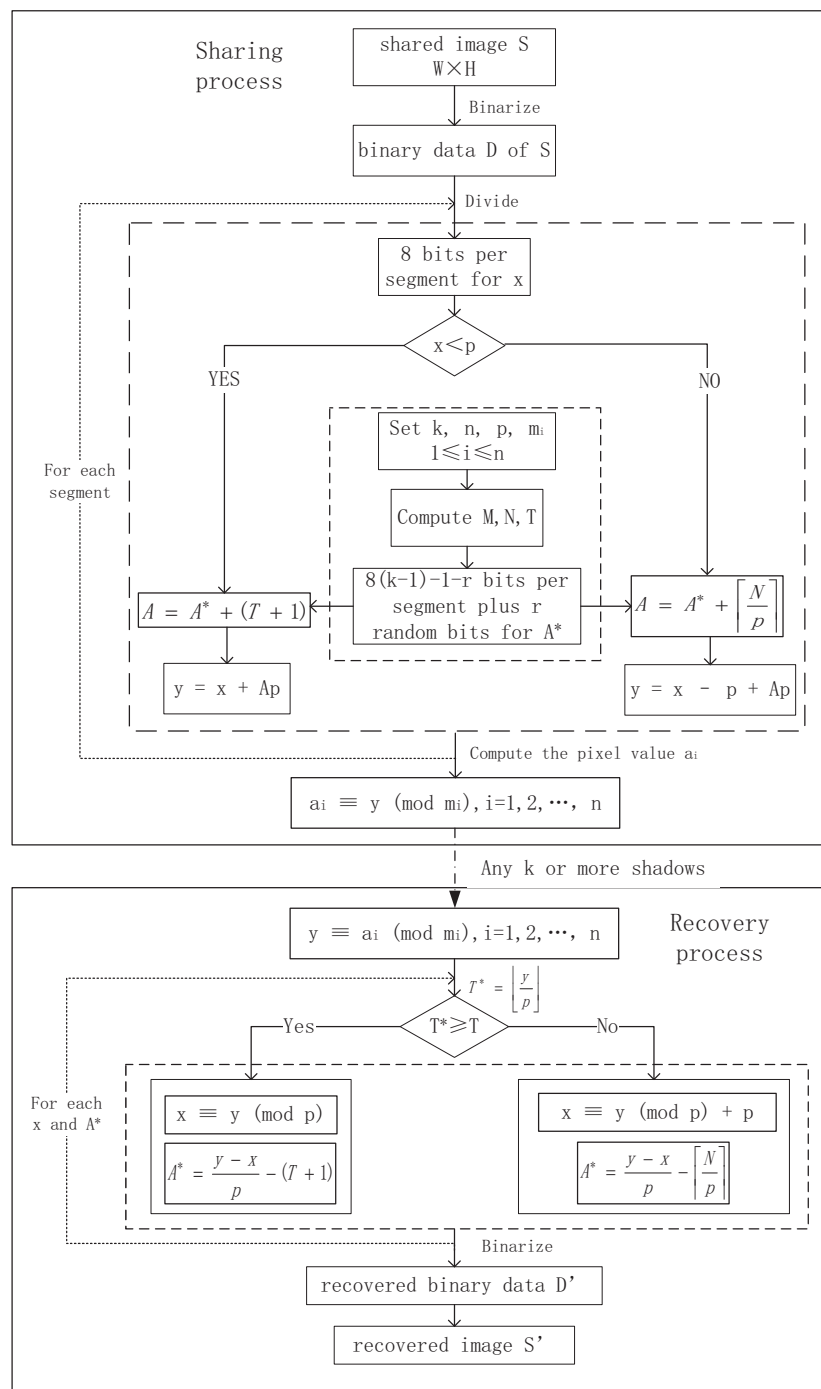 Sharing
process
shared image S
W×H
Binarize
binary data D of S
Divide
8 bits per
segment for x
x<p
YES
NO
For each
segment
Set k, n, p, mᵢ
1≤i≤n
Compute M,N,T
8(k-1)-1-r bits per
segment plus r
random bits for A*
A = A* + (T + 1)
A = A* + ⌈N/p⌉
y = x + Ap
y = x - p + Ap
Compute the pixel value aᵢ
aᵢ ≡ y (mod mᵢ),i=1,2,…, n
Any k or more shadows
Recovery
process
y ≡ aᵢ (mod mᵢ),i=1,2,…, n
T* = ⌊y/p⌋
T*≥T
Yes
No
For each
x and A*
x ≡ y (mod p)
A* = (y − x)/p − (T + 1)
x ≡ y (mod p) + p
A* = (y − x)/p − ⌈N/p⌉
Binarize
recovered binary data D’
recovered image S’